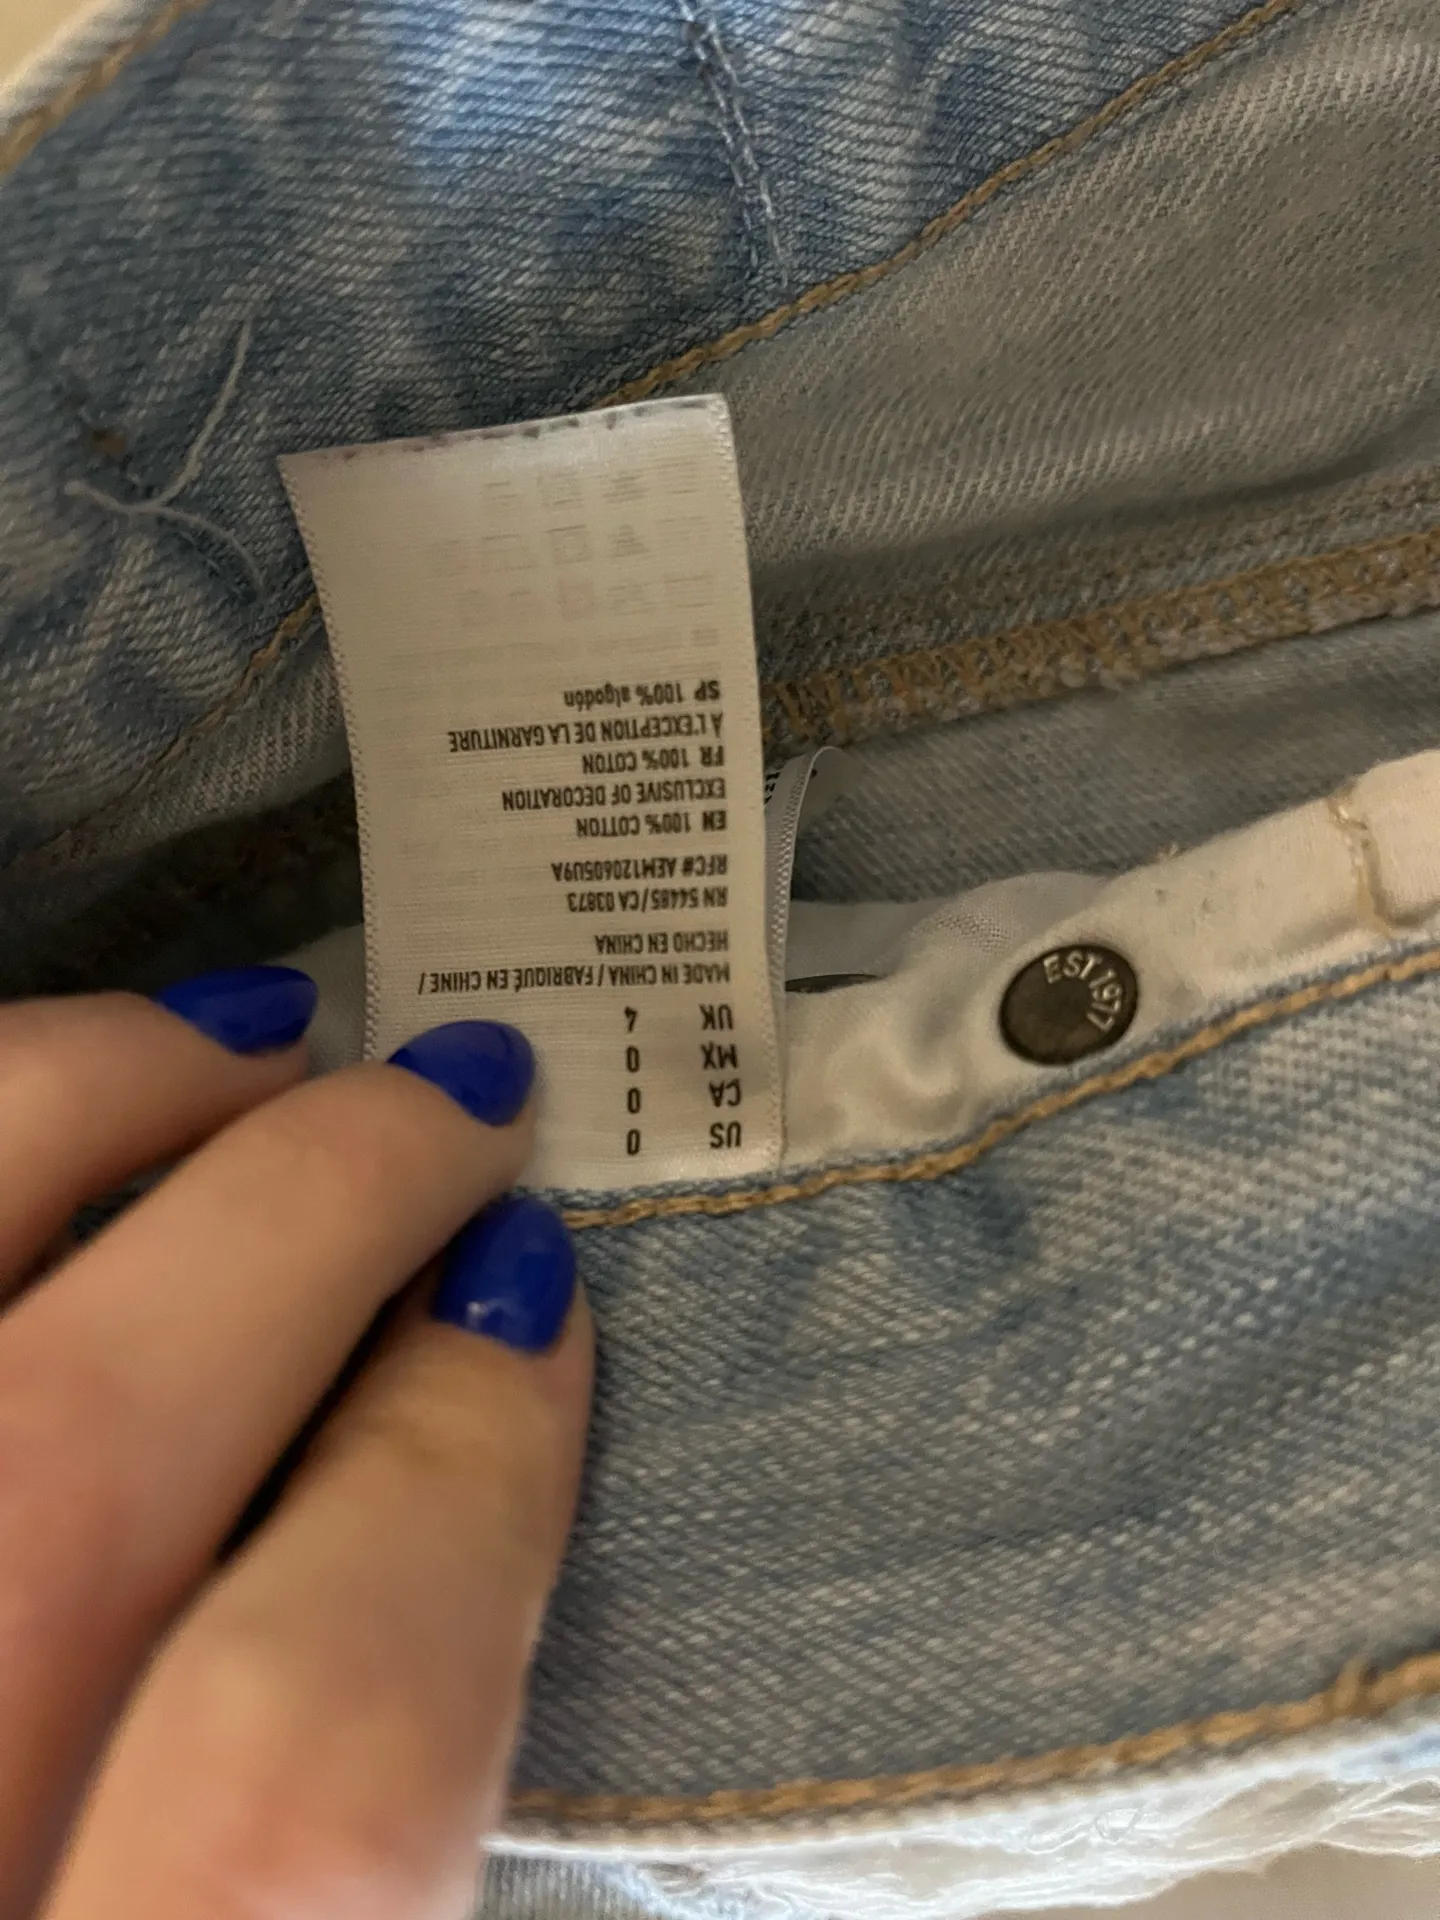 US 0
CA 0
MX 0
UK 4
MADE IN CHINA / FABRIQUÉ EN CHINE /
HECHO EN CHINA
RN 54485/CA 03873
RFC# AEM120605U9A
EN 100% COTTON
EXCLUSIVE OF DECORATION
FR 100% COTON
À L'EXCEPTION DE LA GARNITURE
SP 100% algodón
EST 1977